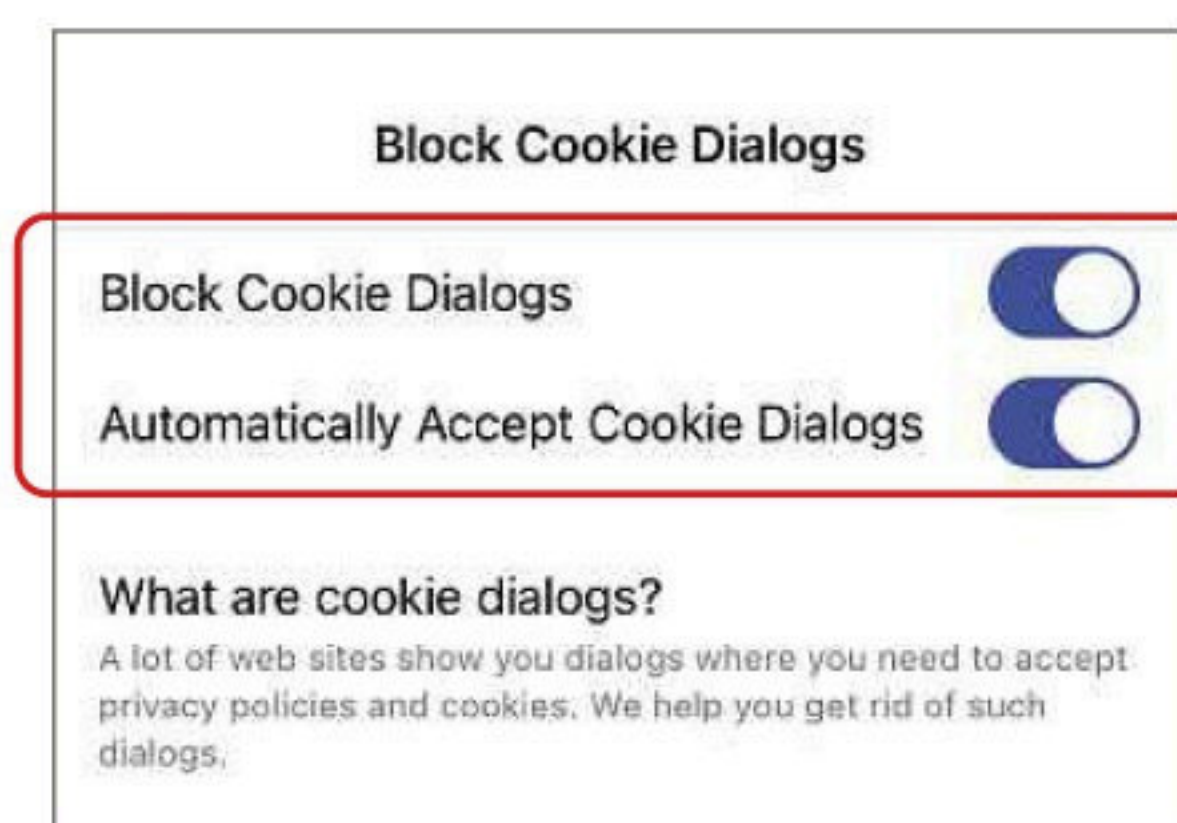 Block Cookie Dialogs
Block Cookie Dialogs
Automatically Accept Cookie Dialogs
What are cookie dialogs?
A lot of web sites show you dialogs where you need to accept
privacy policies and cookies. We help you get rid of such
dialogs.